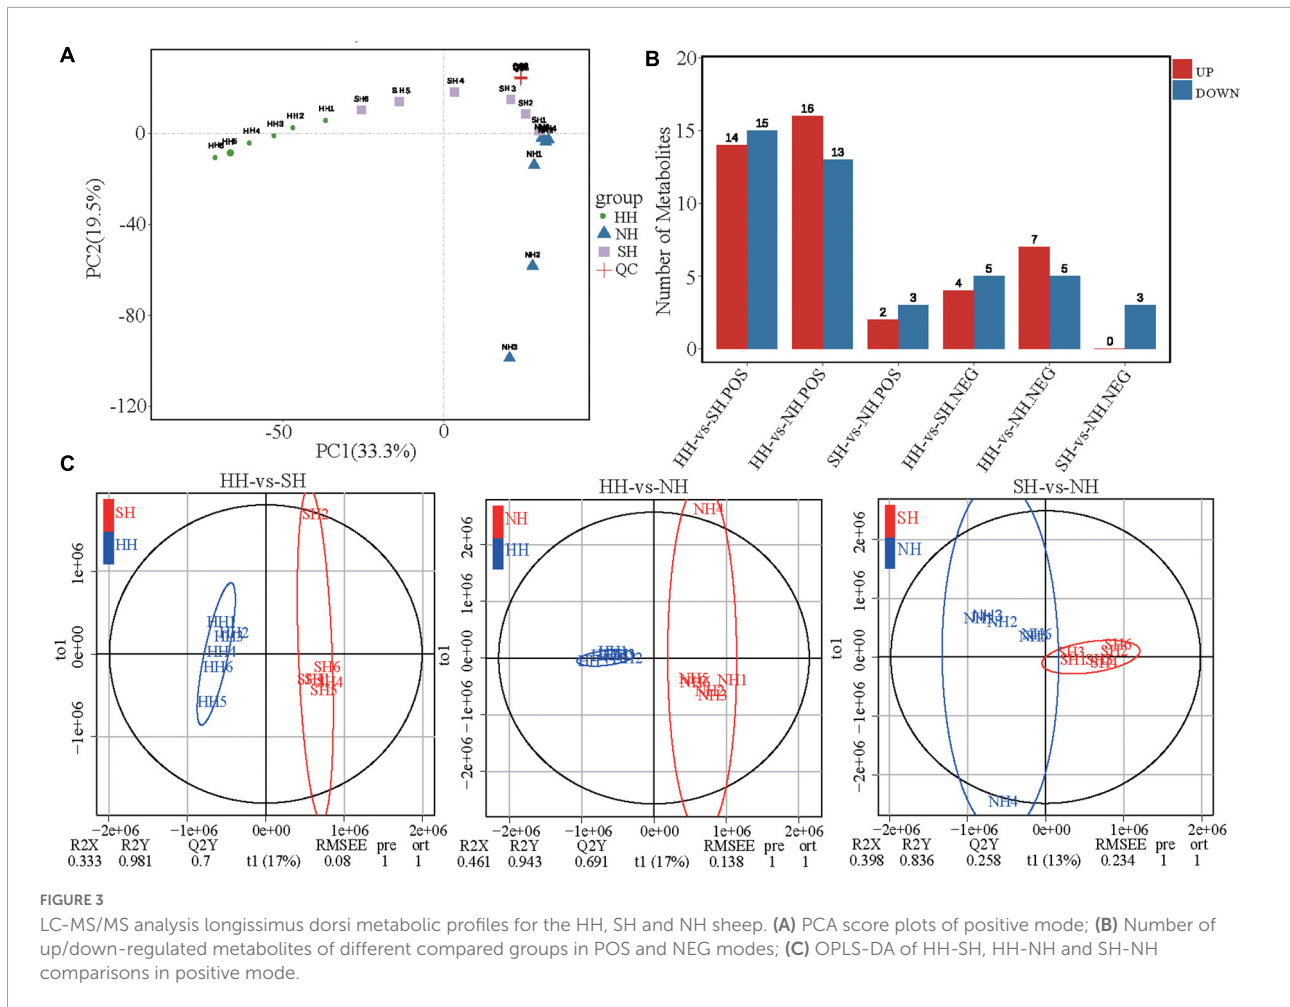 A
SH4
SH5
SH6
SH3
SH2
SH1
HH1
HH2
HH3
HH4
HH5
HH6
NH1
NH2
NH3
0
-40
-80
-120
-50
0
PC2(19.5%)
PC1(33.3%)
group
HH
NH
SH
QC
B
20
15
10
5
0
Number of Metabolites
14
15
16
13
2
3
4
5
7
5
0
3
UP
DOWN
HH-vs-SH.POS
HH-vs-NH.POS
SH-vs-NH.POS
HH-vs-SH.NEG
HH-vs-NH.NEG
SH-vs-NH.NEG
C
HH-vs-SH
SH
HH
SH2
HH1
HH2
HH3
HH4
HH6
HH5
SH6
SH4
SH5
to1
1e+06
0e+00
−1e+06
−2e+06 −1e+06 0e+00 1e+06 2e+06
R2X R2Y Q2Y RMSEE pre ort
0.333 0.981 0.7 t1 (17%) 0.08 1 1
HH-vs-NH
NH
HH
NH4
NH5
NH6
NH1
NH2
NH3
to1
2e+06
1e+06
0e+00
−1e+06
−2e+06
−2e+06 −1e+06 0e+00 1e+06 2e+06
R2X R2Y Q2Y RMSEE pre ort
0.461 0.943 0.691 t1 (17%) 0.138 1 1
SH-vs-NH
SH
NH
NH3
NH2
NH6
NH4
SH6
SH3
SH2
SH1
to1
2e+06
1e+06
0e+00
−1e+06
−2e+06
−2e+06 −1e+06 0e+00 1e+06 2e+06
R2X R2Y Q2Y RMSEE pre ort
0.398 0.836 0.258 t1 (13%) 0.234 1 1
FIGURE 3
LC-MS/MS analysis longissimus dorsi metabolic profiles for the HH, SH and NH sheep. (A) PCA score plots of positive mode; (B) Number of
up/down-regulated metabolites of different compared groups in POS and NEG modes; (C) OPLS-DA of HH-SH, HH-NH and SH-NH
comparisons in positive mode.